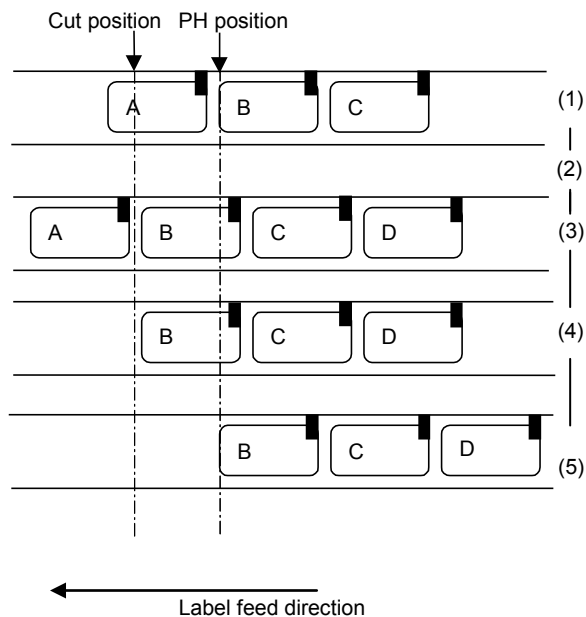 Cut position PH position
A B C (1)
(2)
A B C D (3)
B C D (4)
B C D (5)
Label feed direction